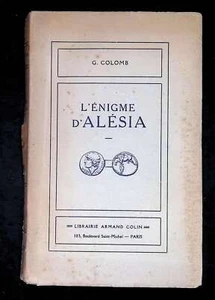 G. COLOMB
L'ÉNIGME
D'ALÉSIA
LIBRAIRIE ARMAND COLIN
103, Boulevard Saint-Michel — PARIS